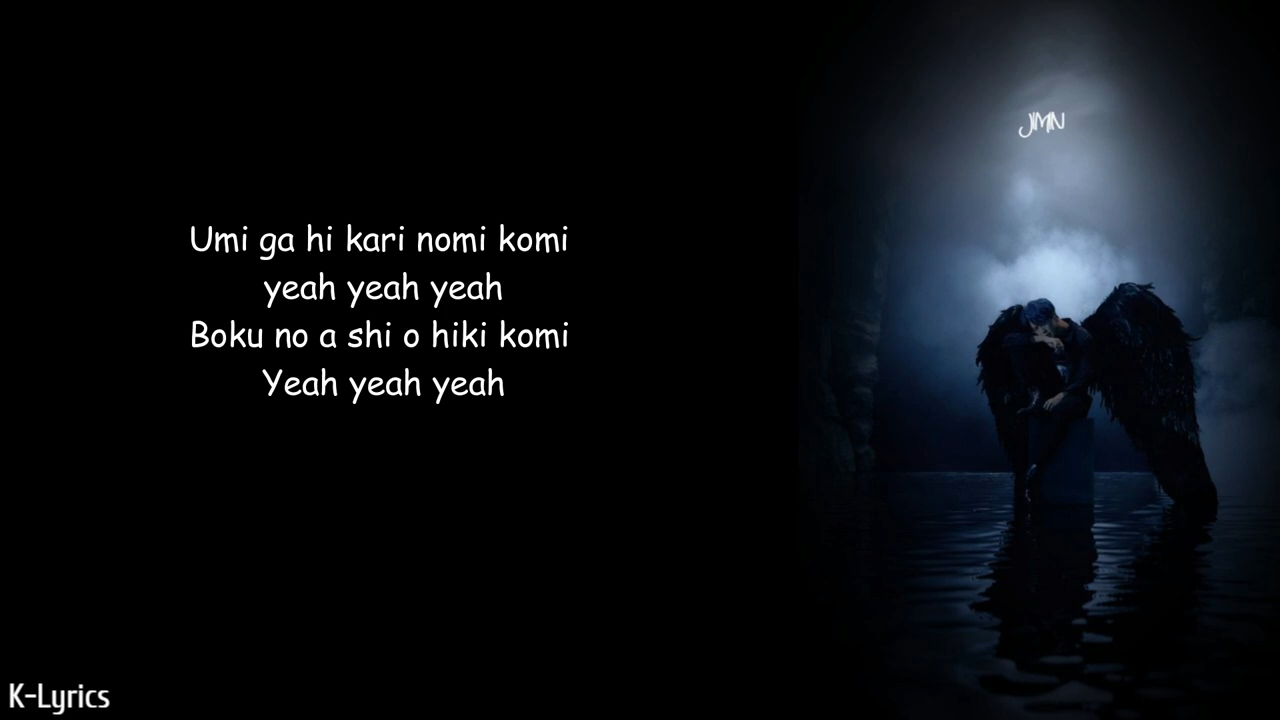 JIMIN
Umi ga hi kari nomi komi
yeah yeah yeah
Boku no a shi o hiki komi
Yeah yeah yeah
K-Lyrics